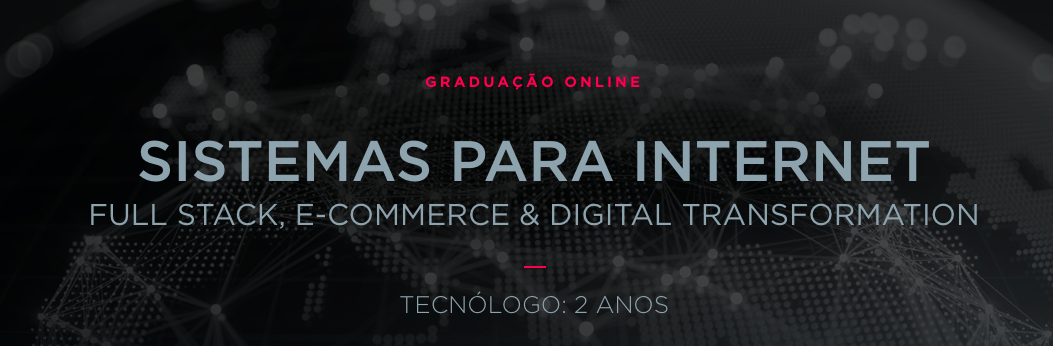 GRADUAÇÃO ONLINE
SISTEMAS PARA INTERNET
FULL STACK, E-COMMERCE & DIGITAL TRANSFORMATION
TECNÓLOGO: 2 ANOS